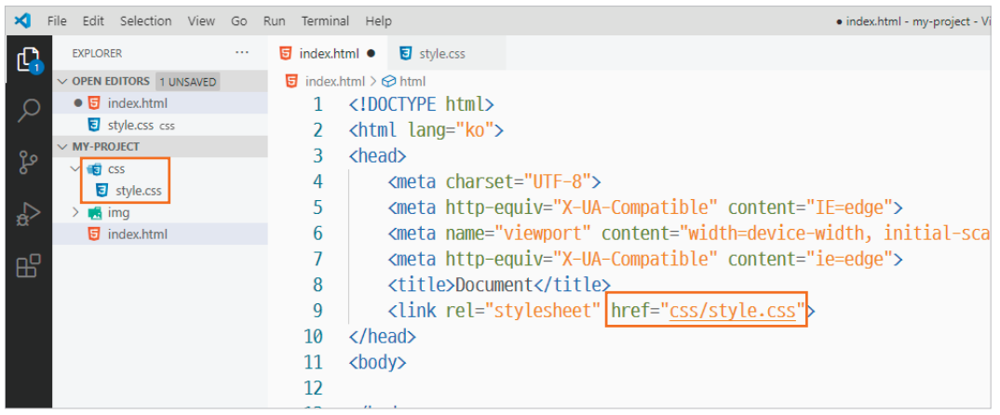 File Edit Selection View Go Run Terminal Help
● index.html - my-project - Vi
EXPLORER ...
OPEN EDITORS 1 UNSAVED
● index.html
style.css css
MY-PROJECT
css
style.css
img
index.html
1
index.html ●
style.css
index.html > html
1 <!DOCTYPE html>
2 <html lang="ko">
3 <head>
4 <meta charset="UTF-8">
5 <meta http-equiv="X-UA-Compatible" content="IE=edge">
6 <meta name="viewport" content="width=device-width, initial-sca
7 <meta http-equiv="X-UA-Compatible" content="ie=edge">
8 <title>Document</title>
9 <link rel="stylesheet" href="css/style.css">
10 </head>
11 <body>
12